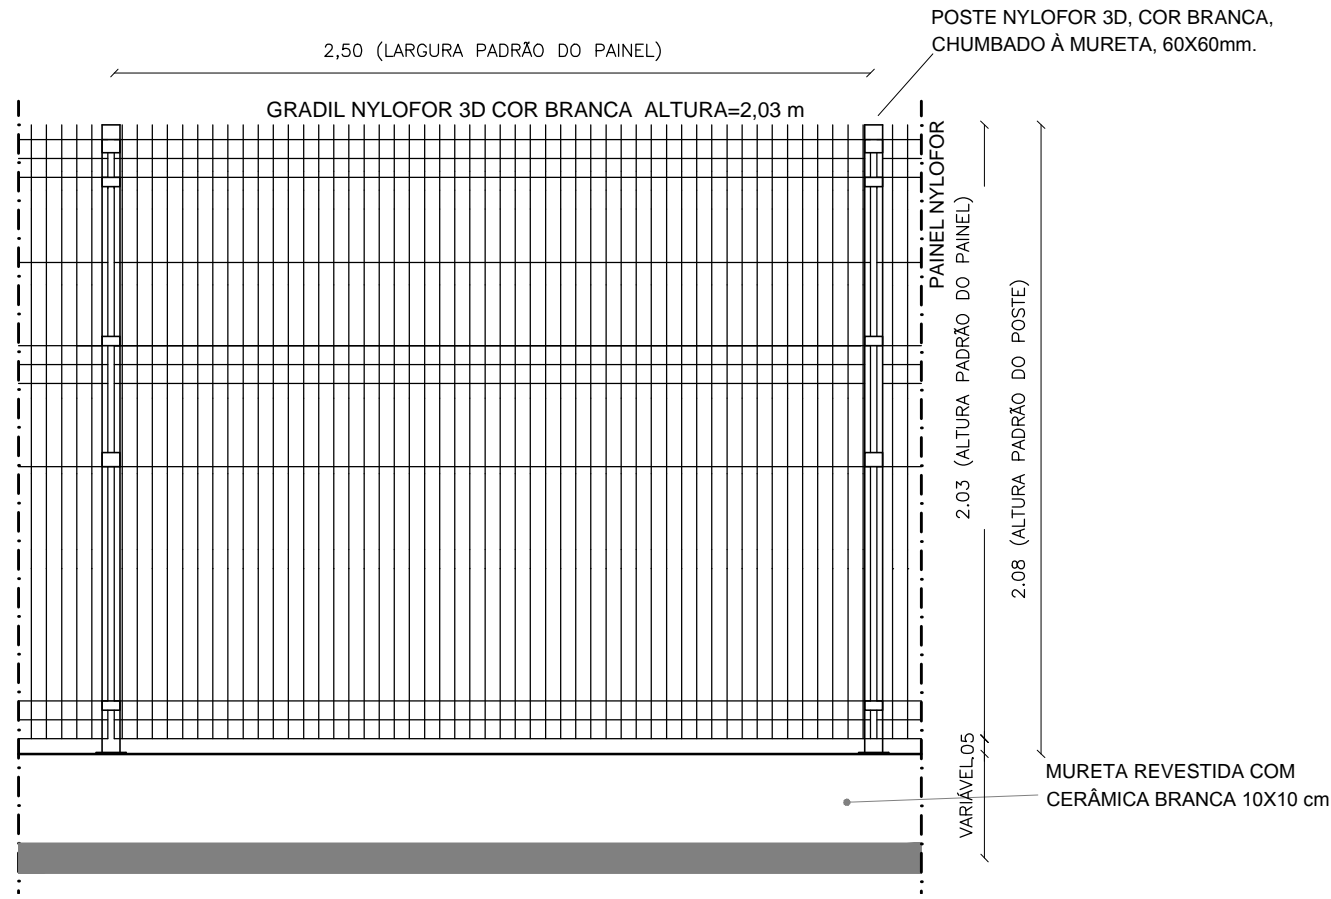 POSTE NYLOFOR 3D, COR BRANCA,
CHUMBADO À MURETA, 60X60mm.
2,50 (LARGURA PADRÃO DO PAINEL)
GRADIL NYLOFOR 3D COR BRANCA ALTURA=2,03 m
PAINEL NYLOFOR
2.03 (ALTURA PADRÃO DO PAINEL)
2.08 (ALTURA PADRÃO DO POSTE)
.05
VARIÁVEL
MURETA REVESTIDA COM
CERÂMICA BRANCA 10X10 cm